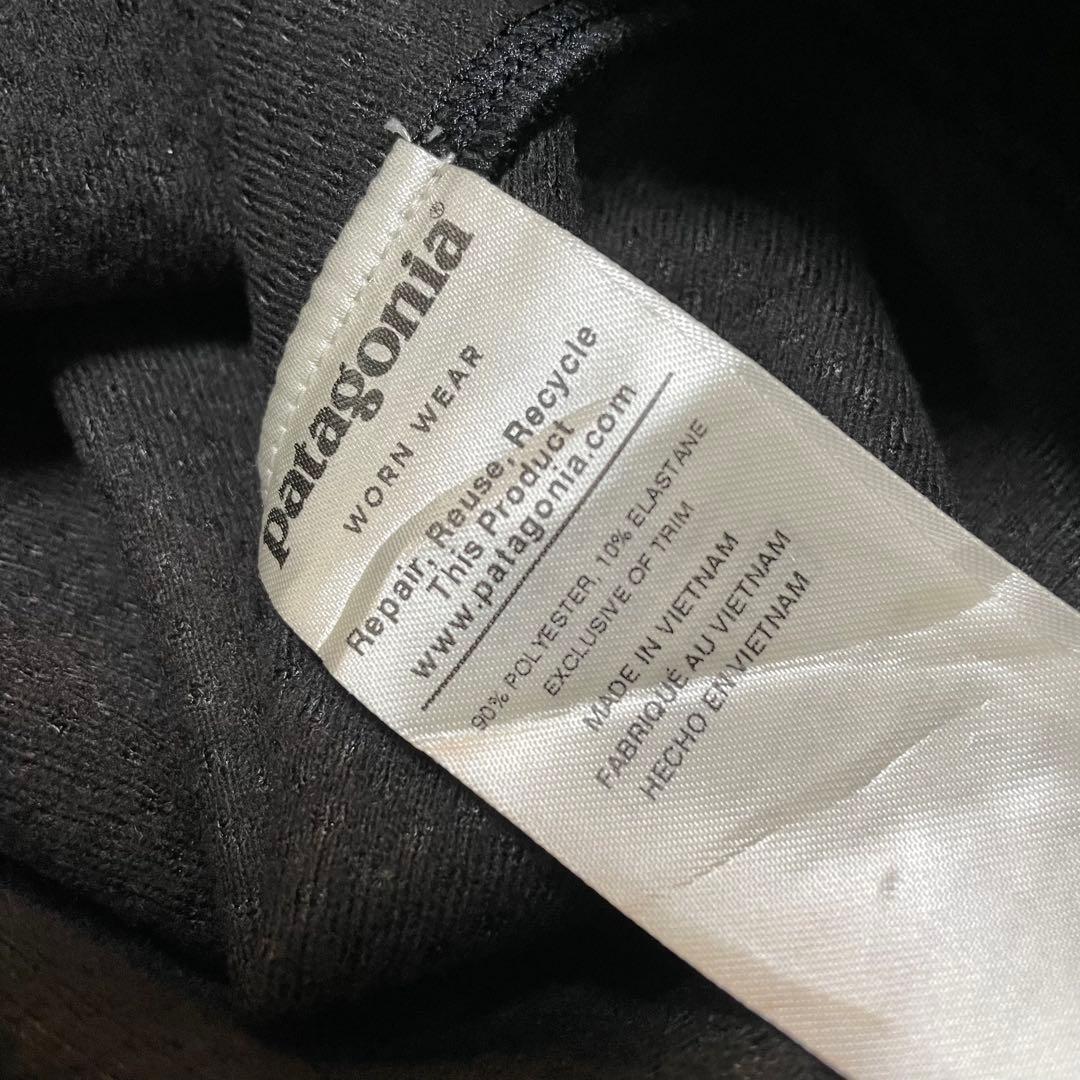 patagonia®
WORN WEAR
Repair, Reuse, Recycle
This Product
www.patagonia.com
90% POLYESTER, 10% ELASTANE
EXCLUSIVE OF TRIM
MADE IN VIETNAM
FABRIQUÉ AU VIETNAM
HECHO EN VIETNAM